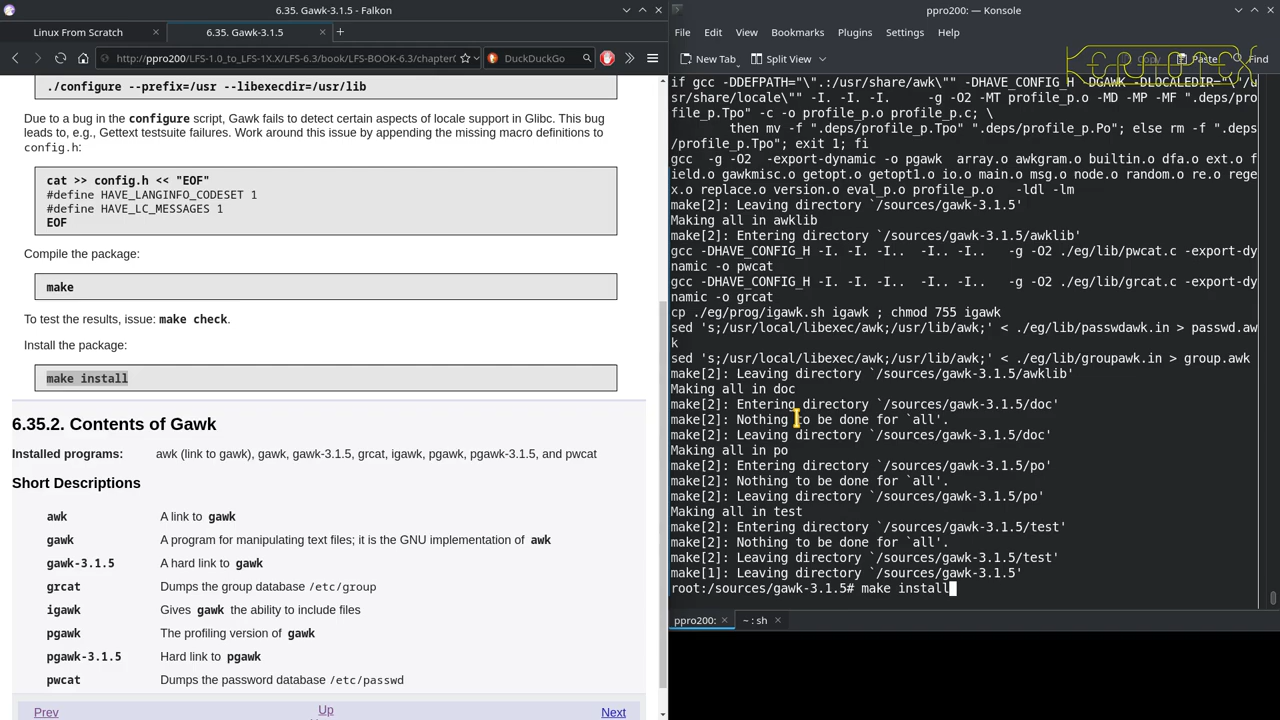 6.35. Gawk-3.1.5 - Falkon
Linux From Scratch
6.35. Gawk-3.1.5
http://ppro200/LFS-1.0_to_LFS-1X.X/LFS-6.3/book/LFS-BOOK-6.3/chapter(
DuckDuckGo
./configure --prefix=/usr --libexecdir=/usr/lib
Due to a bug in the configure script, Gawk fails to detect certain aspects of locale support in Glibc. This bug
leads to, e.g., Gettext testsuite failures. Work around this issue by appending the missing macro definitions to
config.h:
cat >> config.h << "EOF"
#define HAVE_LANGINFO_CODESET 1
#define HAVE_LC_MESSAGES 1
EOF
Compile the package:
make
To test the results, issue: make check.
Install the package:
make install
6.35.2. Contents of Gawk
Installed programs: awk (link to gawk), gawk, gawk-3.1.5, grcat, igawk, pgawk, pgawk-3.1.5, and pwcat
Short Descriptions
awk A link to gawk
gawk A program for manipulating text files; it is the GNU implementation of awk
gawk-3.1.5 A hard link to gawk
grcat Dumps the group database /etc/group
igawk Gives gawk the ability to include files
pgawk The profiling version of gawk
pgawk-3.1.5 Hard link to pgawk
pwcat Dumps the password database /etc/passwd
Prev Up Next
ppro200: — Konsole
File Edit View Bookmarks Plugins Settings Help
New Tab Split View Copy Paste Find
if gcc -DDEFPATH="\".:/usr/share/awk\"" -DHAVE_CONFIG_H -DGAWK -DLOCALEDIR="\"/u
sr/share/locale\"" -I. -I. -I. -g -O2 -MT profile_p.o -MD -MP -MF ".deps/pro
file_p.Tpo" -c -o profile_p.o profile_p.c; \
then mv -f ".deps/profile_p.Tpo" ".deps/profile_p.Po"; else rm -f ".deps
/profile_p.Tpo"; exit 1; fi
gcc -g -O2 -export-dynamic -o pgawk array.o awkgram.o builtin.o dfa.o ext.o f
ield.o gawkmisc.o getopt.o getopt1.o io.o main.o msg.o node.o random.o re.o rege
x.o replace.o version.o eval_p.o profile_p.o -ldl -lm
make[2]: Leaving directory `/sources/gawk-3.1.5'
Making all in awklib
make[2]: Entering directory `/sources/gawk-3.1.5/awklib'
gcc -DHAVE_CONFIG_H -I. -I. -I.. -I.. -I.. -g -O2 ./eg/lib/pwcat.c -export-dy
namic -o pwcat
gcc -DHAVE_CONFIG_H -I. -I. -I.. -I.. -I.. -g -O2 ./eg/lib/grcat.c -export-dy
namic -o grcat
cp ./eg/prog/igawk.sh igawk ; chmod 755 igawk
sed 's;/usr/local/libexec/awk;/usr/lib/awk;' < ./eg/lib/passwdawk.in > passwd.aw
k
sed 's;/usr/local/libexec/awk;/usr/lib/awk;' < ./eg/lib/groupawk.in > group.awk
make[2]: Leaving directory `/sources/gawk-3.1.5/awklib'
Making all in doc
make[2]: Entering directory `/sources/gawk-3.1.5/doc'
make[2]: Nothing to be done for `all'.
make[2]: Leaving directory `/sources/gawk-3.1.5/doc'
Making all in po
make[2]: Entering directory `/sources/gawk-3.1.5/po'
make[2]: Nothing to be done for `all'.
make[2]: Leaving directory `/sources/gawk-3.1.5/po'
Making all in test
make[2]: Entering directory `/sources/gawk-3.1.5/test'
make[2]: Nothing to be done for `all'.
make[2]: Leaving directory `/sources/gawk-3.1.5/test'
make[1]: Leaving directory `/sources/gawk-3.1.5'
root:/sources/gawk-3.1.5# make install
ppro200: ~ : sh